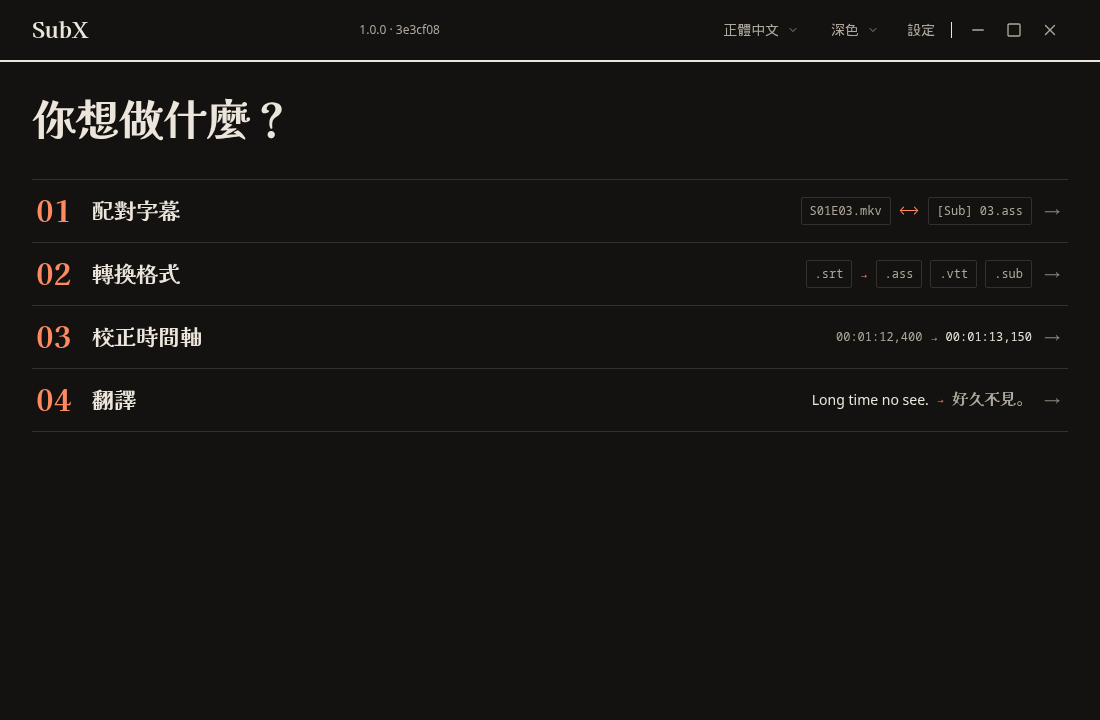 SubX 1.0.0 · 3e3cf08 正體中文 深色 設定
你想做什麼？
01 配對字幕 S01E03.mkv ↔ [Sub] 03.ass →
02 轉換格式 .srt → .ass .vtt .sub →
03 校正時間軸 00:01:12,400 → 00:01:13,150 →
04 翻譯 Long time no see. → 好久不見。 →